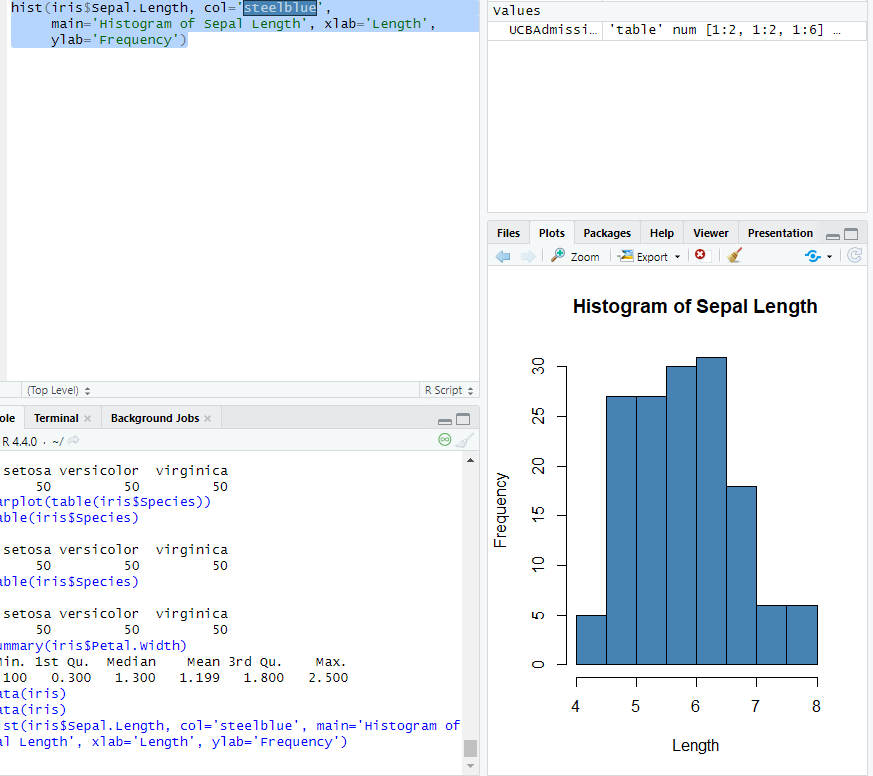 hist(iris$Sepal.Length, col='steelblue',
main='Histogram of Sepal Length', xlab='Length',
ylab='Frequency')
(Top Level) R Script
Terminal Background Jobs
R 4.4.0 · ~/
setosa versicolor virginica
50 50 50
arplot(table(iris$Species))
able(iris$Species)
setosa versicolor virginica
50 50 50
able(iris$Species)
setosa versicolor virginica
50 50 50
ummary(iris$Petal.Width)
Min. 1st Qu. Median Mean 3rd Qu. Max.
100 0.300 1.300 1.199 1.800 2.500
ata(iris)
ata(iris)
st(iris$Sepal.Length, col='steelblue', main='Histogram of
al Length', xlab='Length', ylab='Frequency')
Values
UCBAdmissi… 'table' num [1:2, 1:2, 1:6] …
Files Plots Packages Help Viewer Presentation
Zoom Export
Histogram of Sepal Length
Frequency
30
25
20
15
10
5
0
4 5 6 7 8
Length